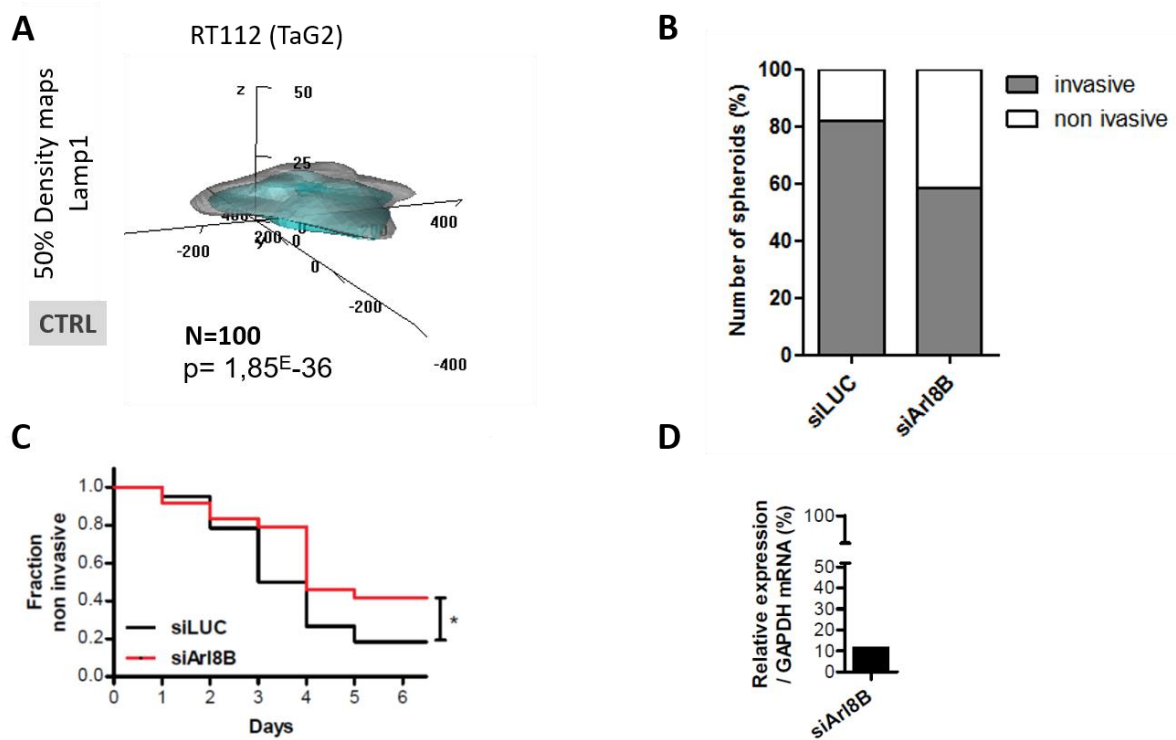 A
RT112 (TaG2)
50% Density maps
Lamp1
CTRL
z
50
25
400
-200
400
y
200
0
0
200
0
-200
-400
N=100
p= 1,85E-36
B
Number of spheroids (%)
100
80
60
40
20
0
siLUC
siArl8B
invasive
non ivasive
C
Fraction
non invasive
1.0
0.8
0.6
0.4
0.2
0.0
siLUC
siArl8B
*
0 1 2 3 4 5 6
Days
D
Relative expression
/ GAPDH mRNA (%)
100
50
40
30
20
10
0
siArl8B